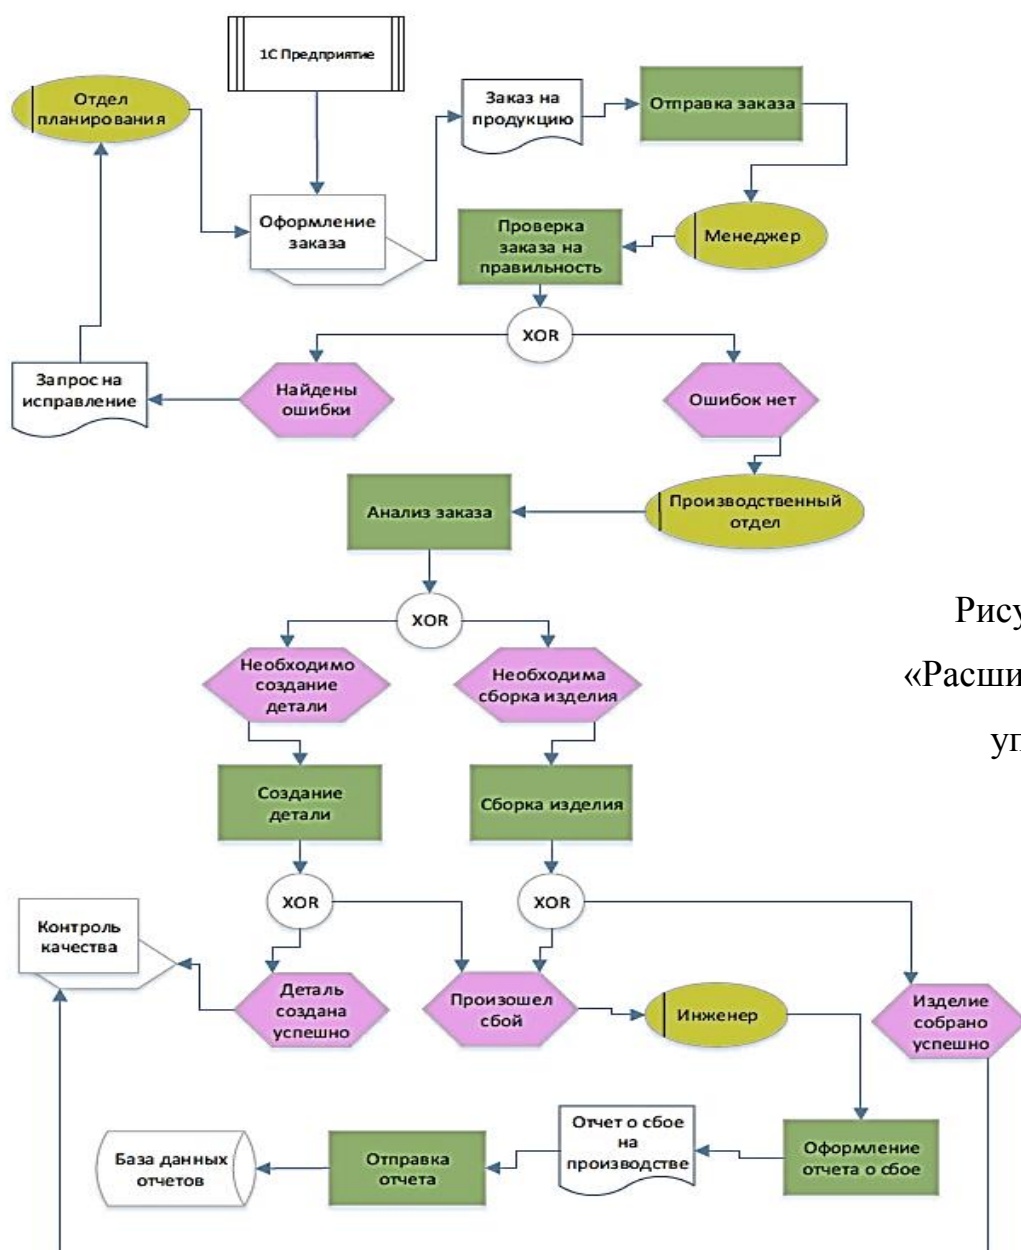 1С Предприятие
Отдел
планирования
Заказ на
продукцию
Отправка заказа
Оформление
заказа
Проверка
заказа на
правильность
Менеджер
XOR
Запрос на
исправление
Найдены
ошибки
Ошибок нет
Анализ заказа
Производственный
отдел
XOR
Рису
«Расши
уп
Необходимо
создание
детали
Необходима
сборка изделия
Создание
детали
Сборка изделия
XOR
XOR
Контроль
качества
Деталь
создана
успешно
Произошел
сбой
Инженер
Изделие
собрано
успешно
База данных
отчетов
Отправка
отчета
Отчет о сбое
на
производстве
Оформление
отчета о сбое